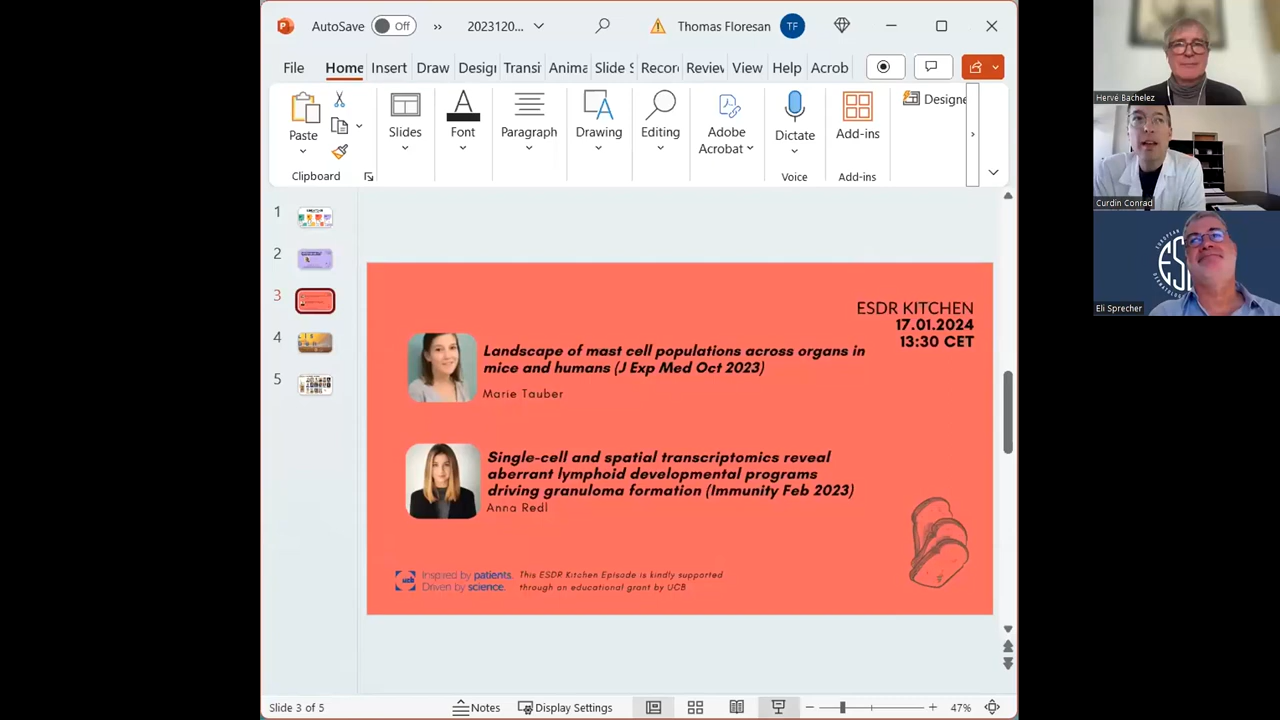 AutoSave
Off
2023120...
Thomas Floresan
TF
File
Home
Insert
Draw
Desig
Transi
Anima
Slide S
Recor
Review
View
Help
Acrob
Paste
Clipboard
Slides
Font
Paragraph
Drawing
Editing
Adobe
Acrobat
Dictate
Voice
Add-ins
Add-ins
Designe
1
2
3
4
5
ESDR KITCHEN
17.01.2024
13:30 CET
Landscape of mast cell populations across organs in
mice and humans (J Exp Med Oct 2023)
Marie Tauber
Single-cell and spatial transcriptomics reveal
aberrant lymphoid developmental programs
driving granuloma formation (Immunity Feb 2023)
Anna Redl
ucb
Inspired by patients.
Driven by science.
This ESDR Kitchen Episode is kindly supported
through an educational grant by UCB
Slide 3 of 5
Notes
Display Settings
47%
Hervé Bachelez
Curdin Conrad
Eli Sprecher